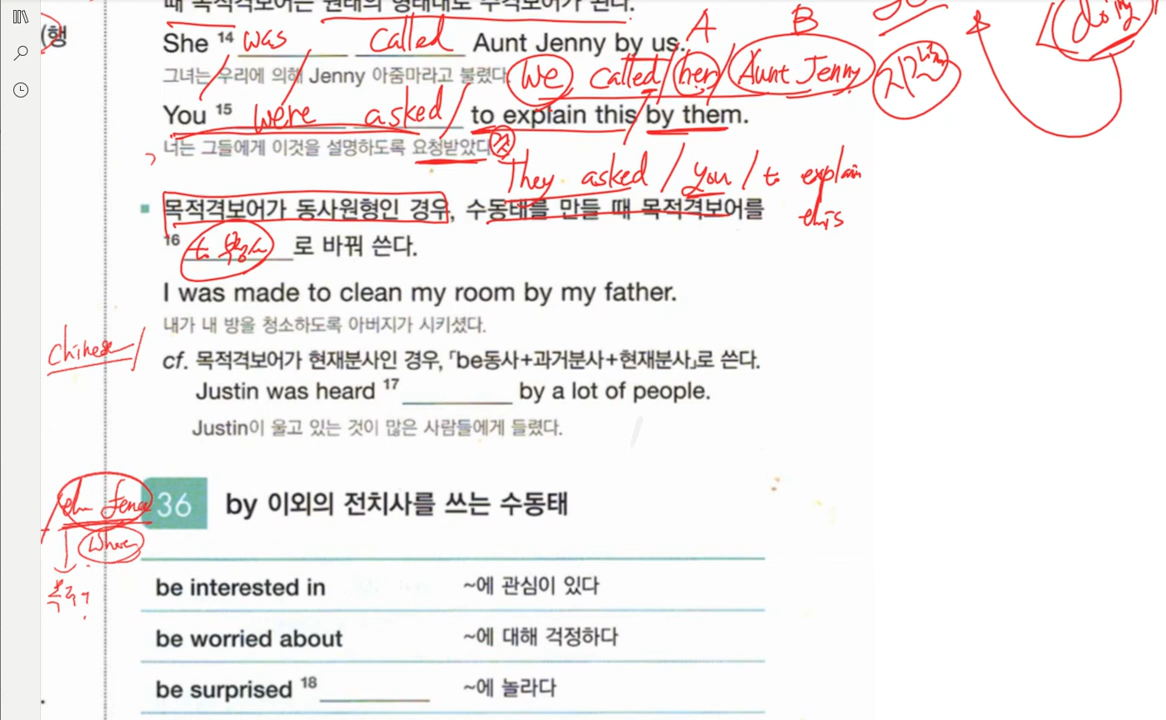 (행
때 목적격보어는 원래의 형태대로 주격보어가 된다.
She 14 was called Aunt Jenny by us.
A B
그녀는 우리에 의해 Jenny 아줌마라고 불렸다.
We called / her / Aunt Jenny
doing
You 15 were asked / to explain this / by them.
너는 그들에게 이것을 설명하도록 요청받았다.
They asked / you / to explain this
목적격보어가 동사원형인 경우, 수동태를 만들 때 목적격보어를
16 to 부정사 로 바꿔 쓴다.
I was made to clean my room by my father.
내가 내 방을 청소하도록 아버지가 시키셨다.
Chinese /
cf. 목적격보어가 현재분사인 경우, 「be동사+과거분사+현재분사」로 쓴다.
Justin was heard 17 by a lot of people.
Justin이 울고 있는 것이 많은 사람들에게 들렸다.
36 by 이외의 전치사를 쓰는 수동태
where
be interested in ~에 관심이 있다
be worried about ~에 대해 걱정하다
be surprised 18 ~에 놀라다